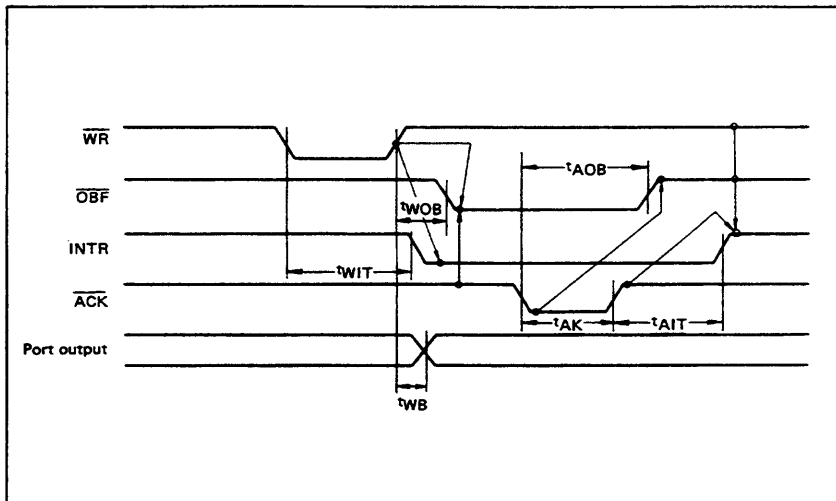 WR
tAOB
OBF
tWOB
INTR
tWIT
ACK
tAK
tAIT
Port output
tWB